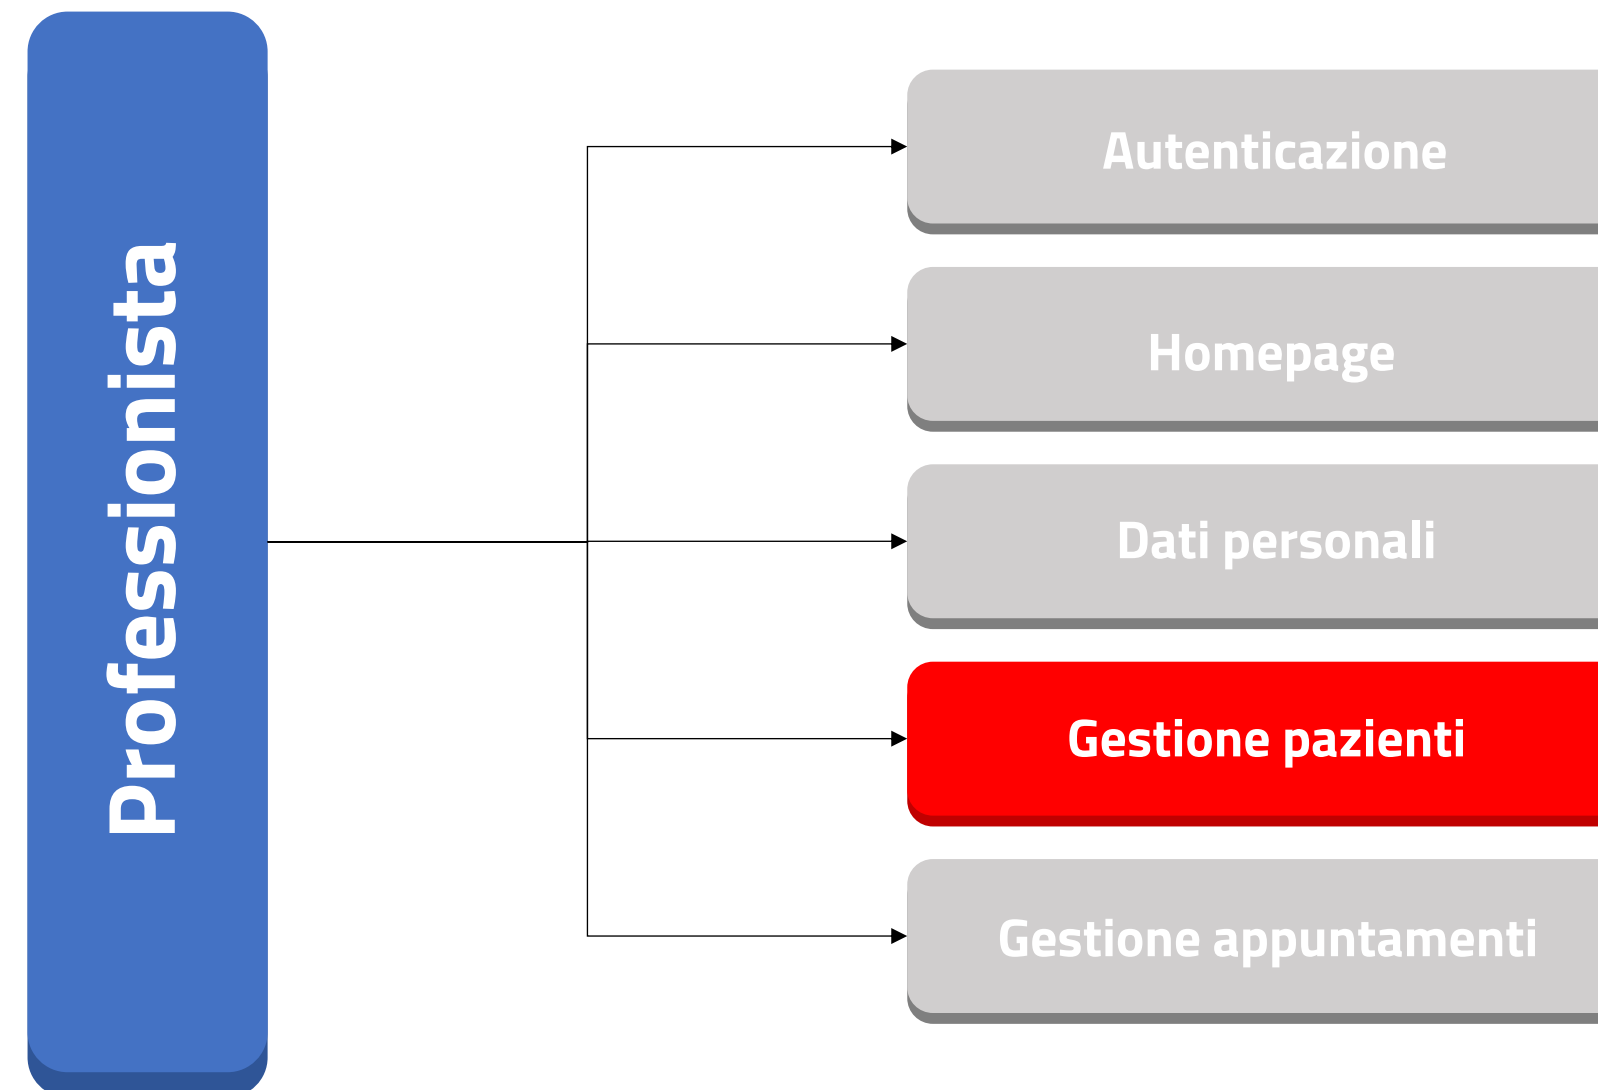 Professionista
Autenticazione
Homepage
Dati personali
Gestione pazienti
Gestione appuntamenti